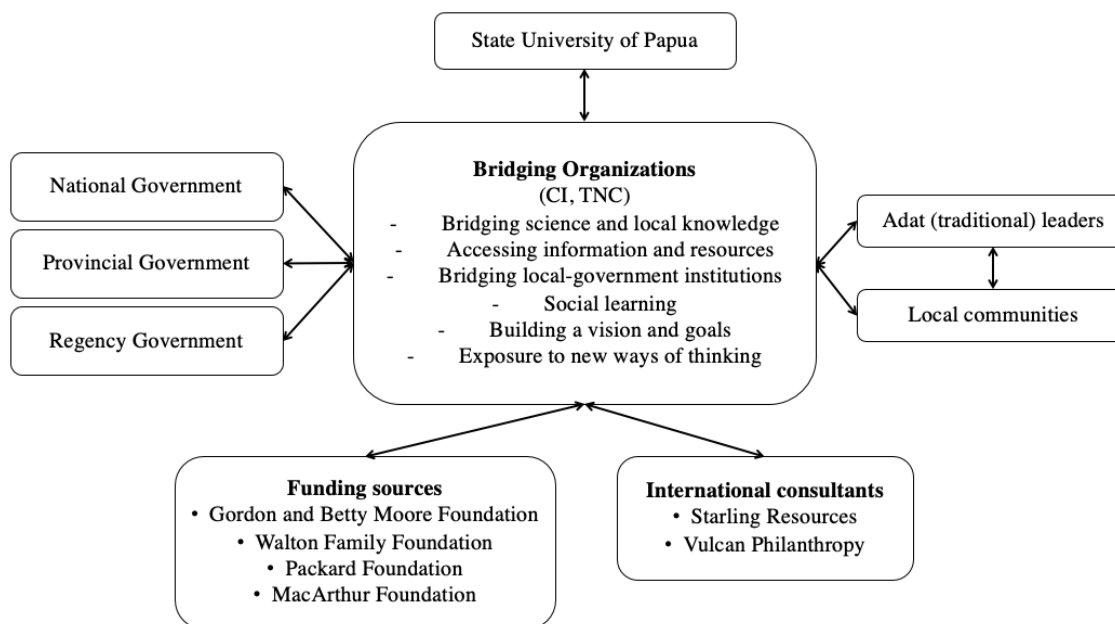 State University of Papua
National Government
Provincial Government
Regency Government
Bridging Organizations
(CI, TNC)
- Bridging science and local knowledge
- Accessing information and resources
- Bridging local-government institutions
- Social learning
- Building a vision and goals
- Exposure to new ways of thinking
Adat (traditional) leaders
Local communities
Funding sources
• Gordon and Betty Moore Foundation
• Walton Family Foundation
• Packard Foundation
• MacArthur Foundation
International consultants
• Starling Resources
• Vulcan Philanthropy